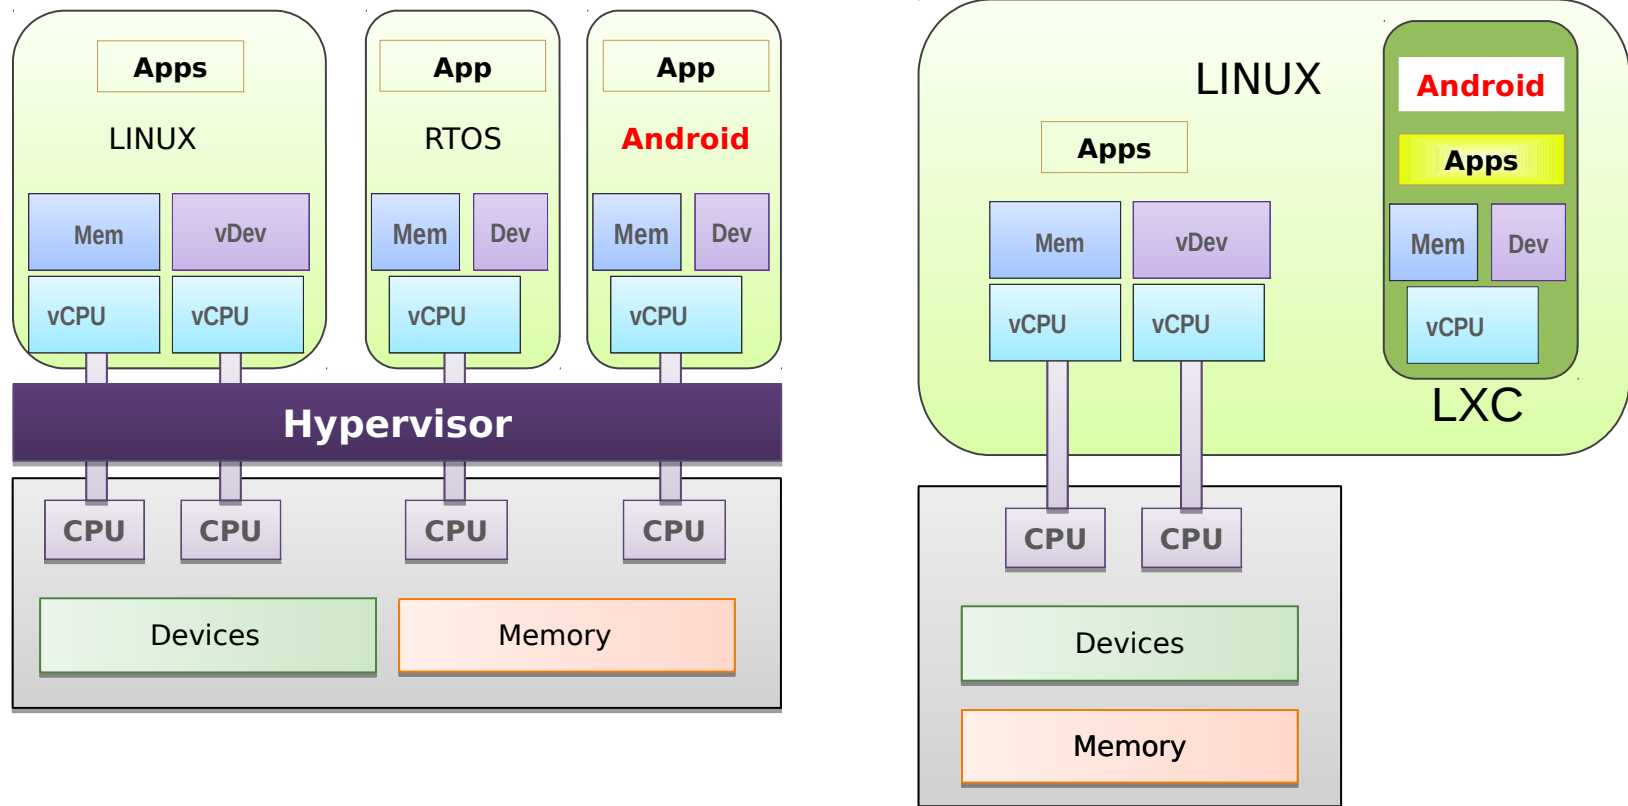 Apps
LINUX
Mem
vDev
vCPU
vCPU
App
RTOS
Mem
Dev
vCPU
App
Android
Mem
Dev
vCPU
Hypervisor
CPU
CPU
CPU
CPU
Devices
Memory
LINUX
Apps
Mem
vDev
vCPU
vCPU
Android
Apps
Mem
Dev
vCPU
LXC
CPU
CPU
Devices
Memory